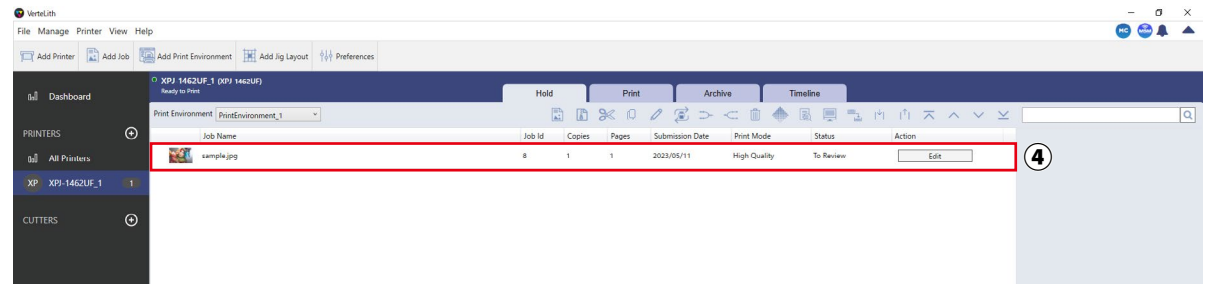 VerteLith
File Manage Printer View Help
MC MSM
Add Printer Add Job Add Print Environment Add Jig Layout Preferences
XPJ-1462UF_1 (XPJ 1462UF)
Ready to Print
Hold Print Archive Timeline
Dashboard
Print Environment PrintEnvironment_1
PRINTERS
Job Name Job Id Copies Pages Submission Date Print Mode Status Action
All Printers
sample.jpg 8 1 1 2023/05/11 High Quality To Review Edit
④
XP XPJ-1462UF_1 1
CUTTERS